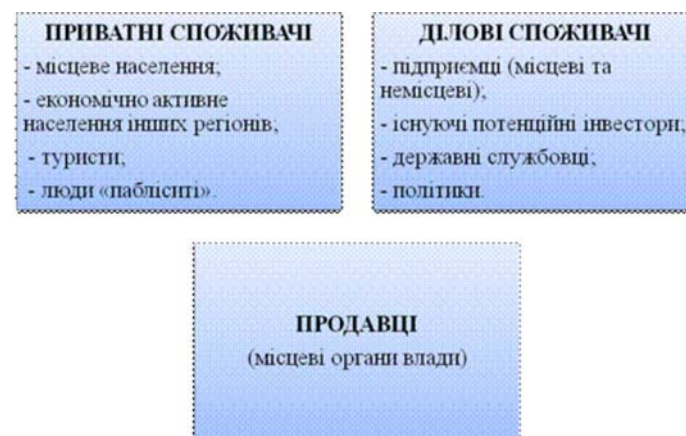 ПРИВАТНІ СПОЖИВАЧІ
- місцеве населення;
- економічно активне
населення інших регіонів;
- туристи;
- люди «пабліситі».
ДІЛОВІ СПОЖИВАЧІ
- підприємці (місцеві та
немісцеві);
- існуючі потенційні інвестори;
- державні службовці;
- політики.
ПРОДАВЦІ
(місцеві органи влади)